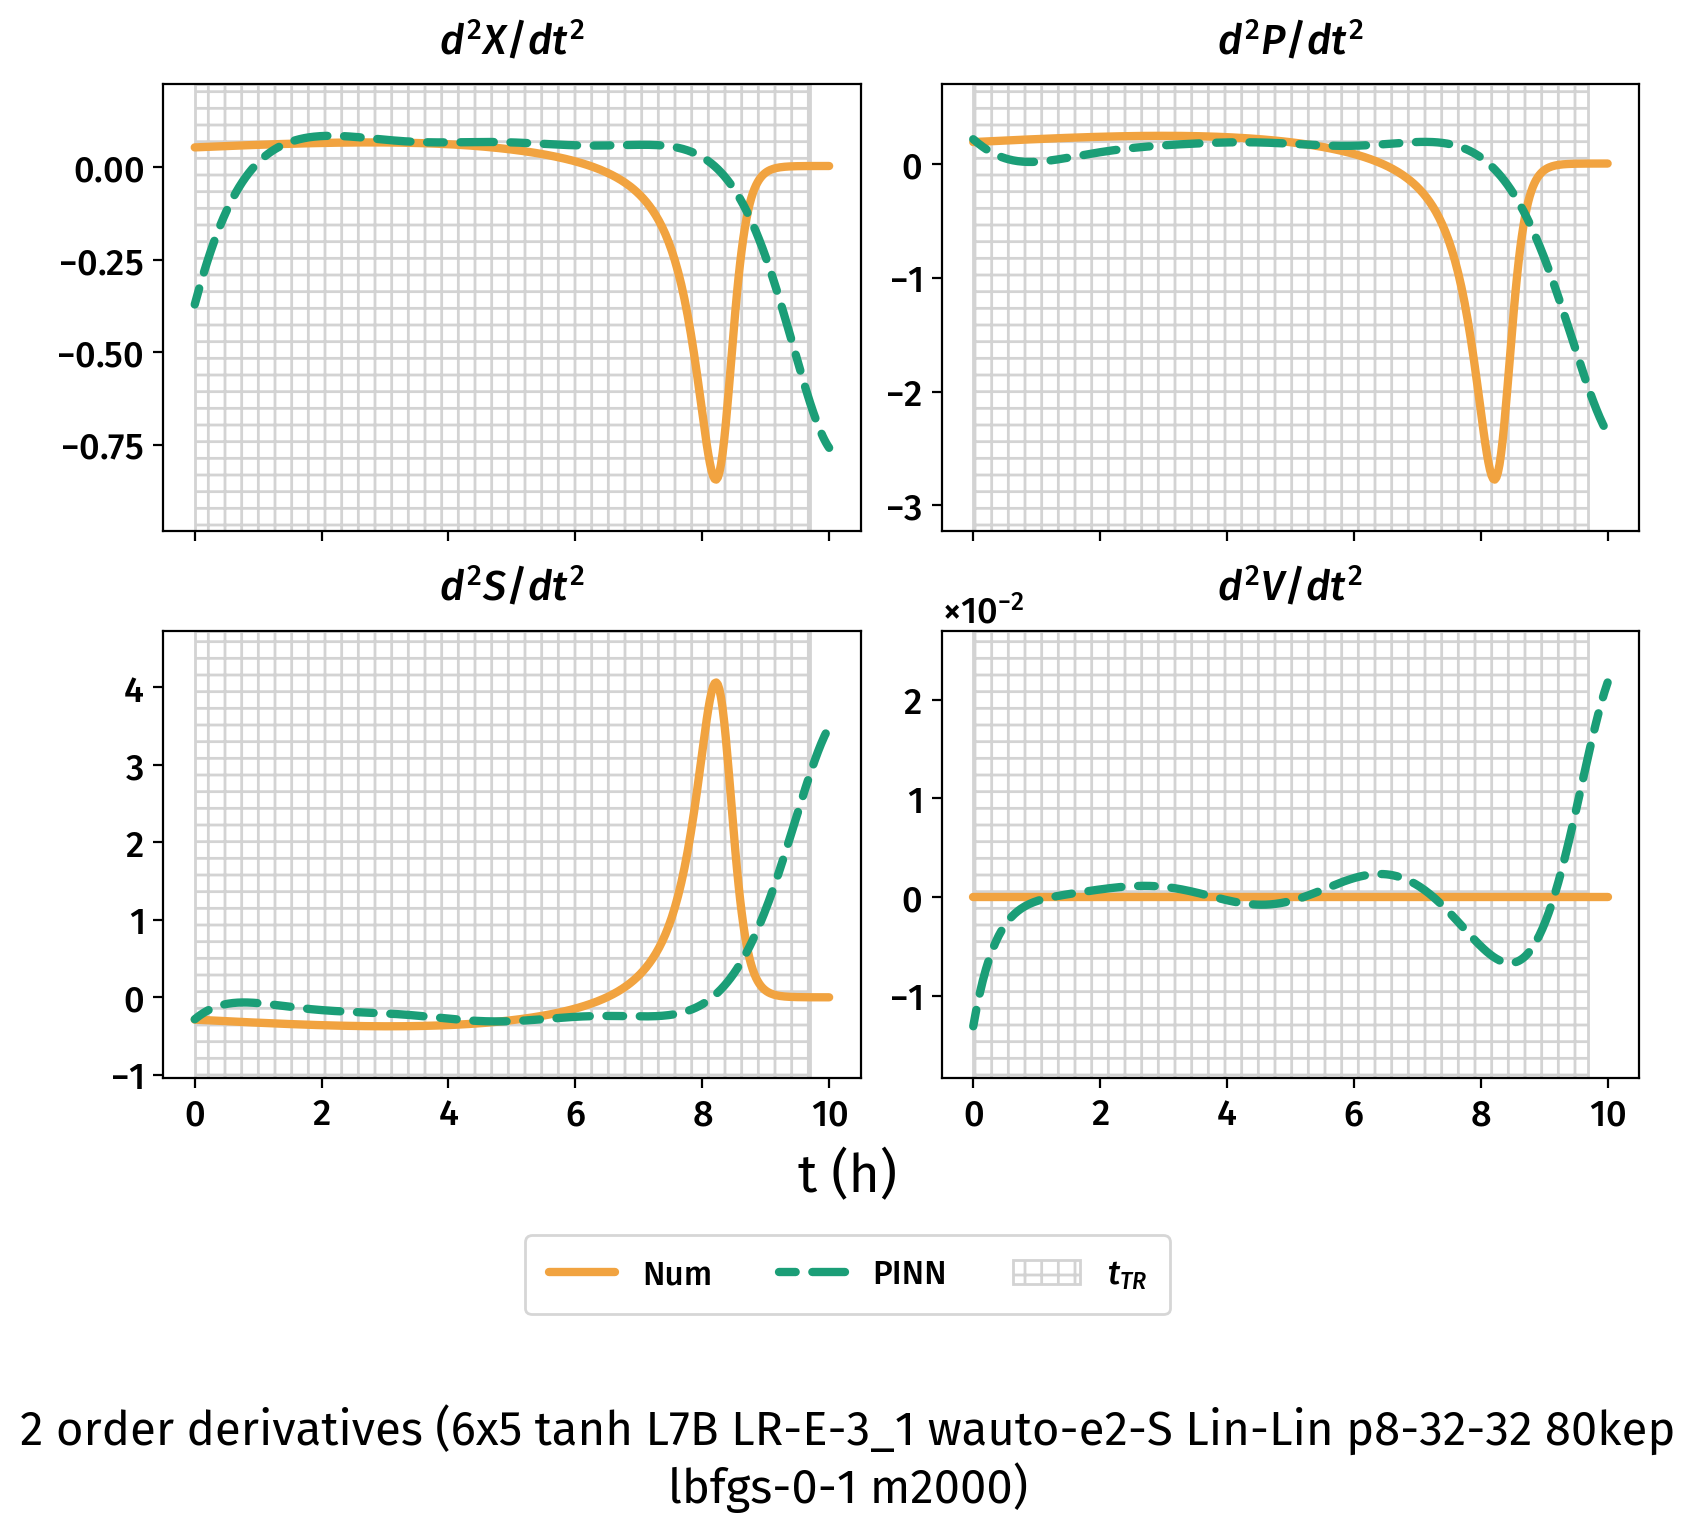 d²X/dt²
d²P/dt²
0.00
−0.25
−0.50
−0.75
0
−1
−2
−3
d²S/dt²
d²V/dt²
×10⁻²
4
3
2
1
0
−1
2
1
0
−1
0 2 4 6 8 10
0 2 4 6 8 10
t (h)
Num PINN t_TR
2 order derivatives (6x5 tanh L7B LR-E-3_1 wauto-e2-S Lin-Lin p8-32-32 80kep
lbfgs-0-1 m2000)